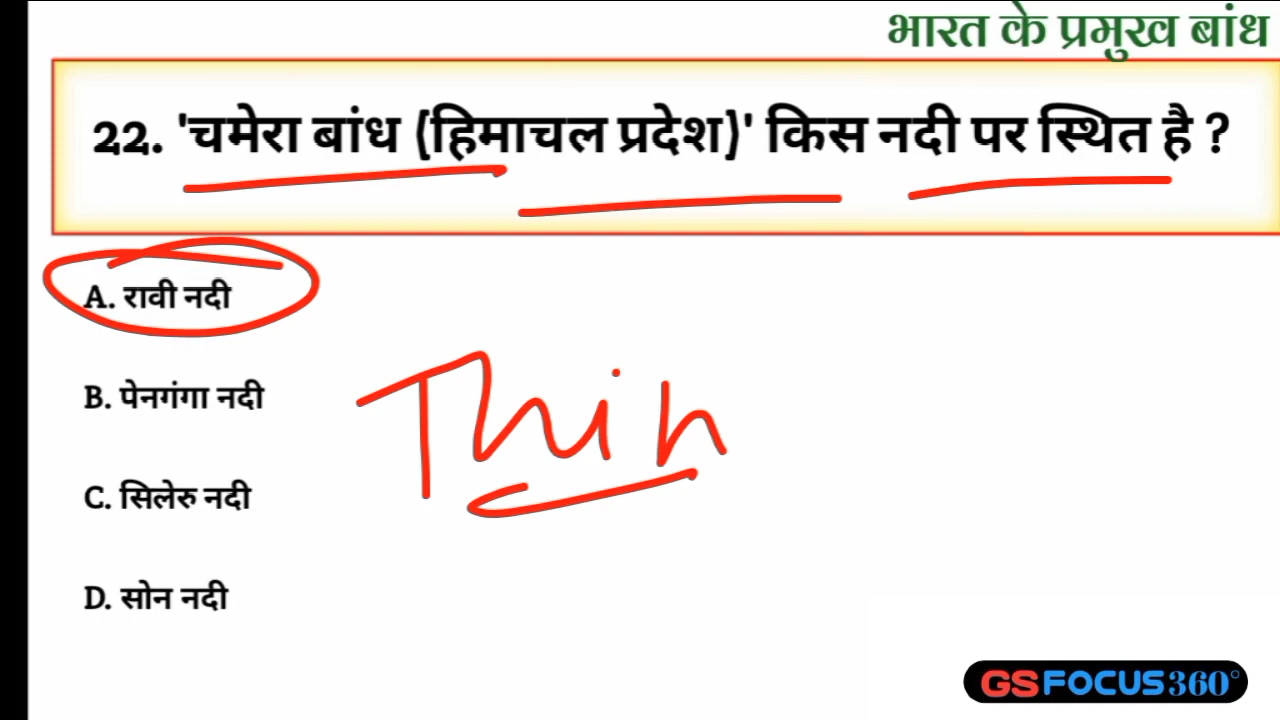 भारत के प्रमुख बांध
22. 'चमेरा बांध (हिमाचल प्रदेश)' किस नदी पर स्थित है ?
A. रावी नदी
B. पेनगंगा नदी
Thin
C. सिलेरु नदी
D. सोन नदी
GSFOCUS360°